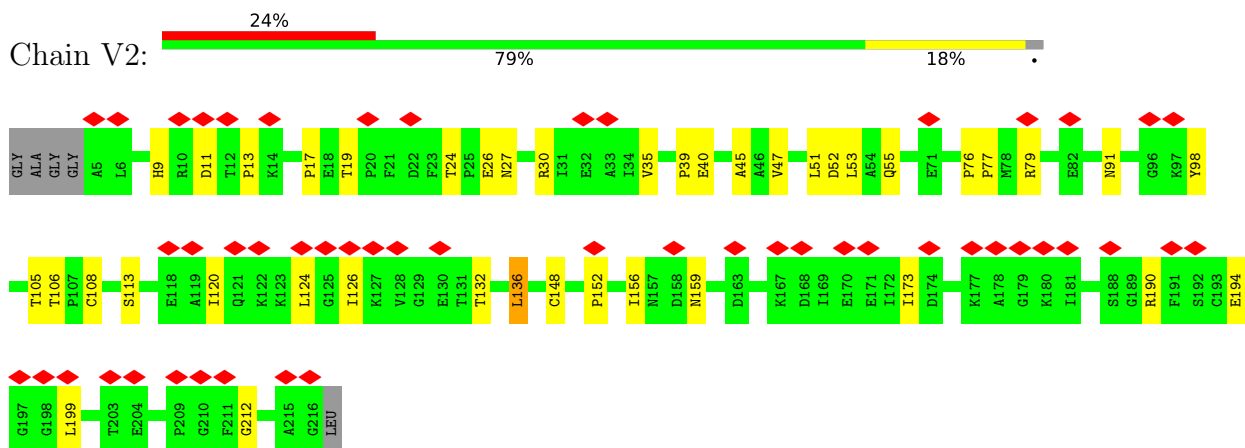 24%
Chain V2:
79%
18%
•
GLY ALA GLY GLY A5 L6 H9 R10 D11 T12 P13 K14 P17 E18 T19 P20 F21 D22 F23 T24 P25 E26 N27 R30 I31 E32 A33 I34 V35 P39 E40 A45 A46 V47 L51 D52 L53 A54 Q55 E71 P76 P77 M78 R79 E82 N91 G96 K97 Y98
T105 T106 P107 C108 S113 E118 A119 I120 Q121 K122 K123 L124 G125 I126 K127 V128 G129 E130 T131 T132 L136 C148 P152 I156 N157 D158 N159 D163 K167 D168 I169 E170 E171 I172 I173 D174 K177 A178 G179 K180 I181 S188 G189 R190 F191 S192 C193 E194
G197 G198 L199 T203 E204 P209 G210 F211 G212 A215 G216 LEU